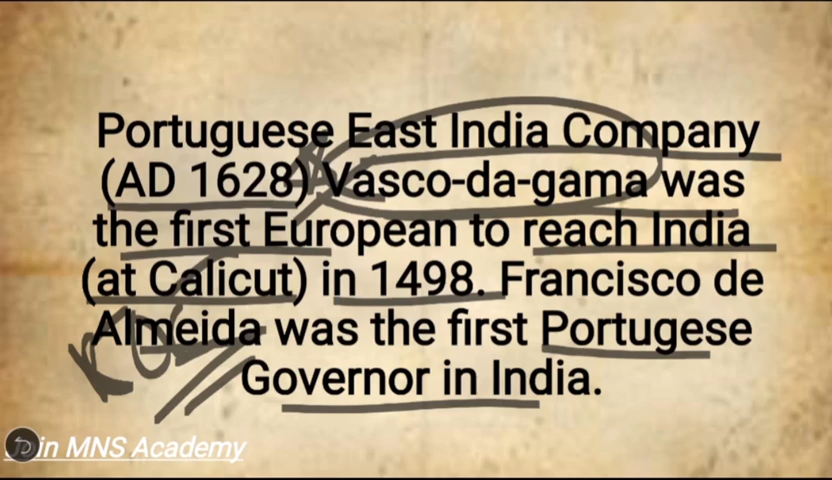 Portuguese East India Company
(AD 1628) Vasco-da-gama was
the first European to reach India
(at Calicut) in 1498. Francisco de
Almeida was the first Portugese
Governor in India.
in MNS Academy